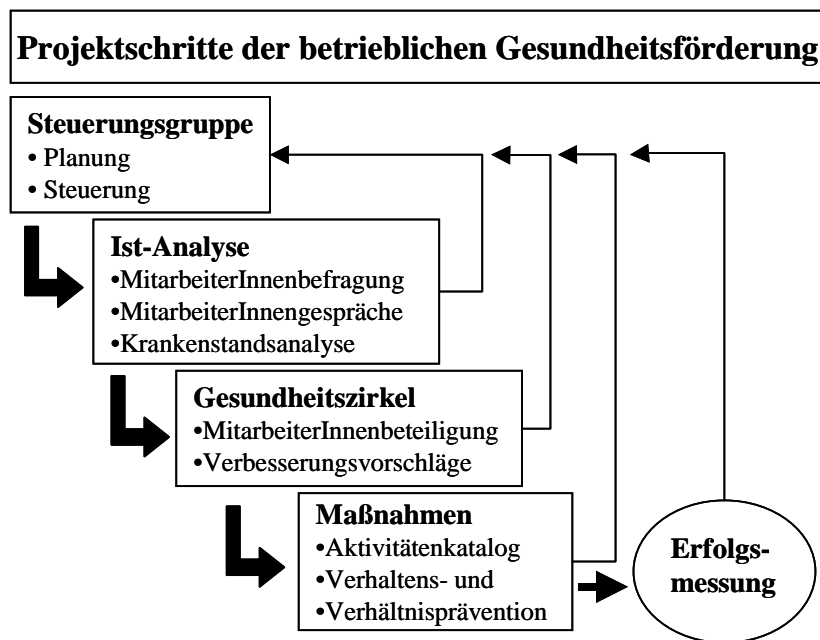 Projektschritte der betrieblichen Gesundheitsförderung
Steuerungsgruppe
• Planung
• Steuerung
Ist-Analyse
•MitarbeiterInnenbefragung
•MitarbeiterInnengespräche
•Krankenstandsanalyse
Gesundheitszirkel
•MitarbeiterInnenbeteiligung
•Verbesserungsvorschläge
Maßnahmen
•Aktivitätenkatalog
•Verhaltens- und
•Verhältnisprävention
Erfolgs-
messung